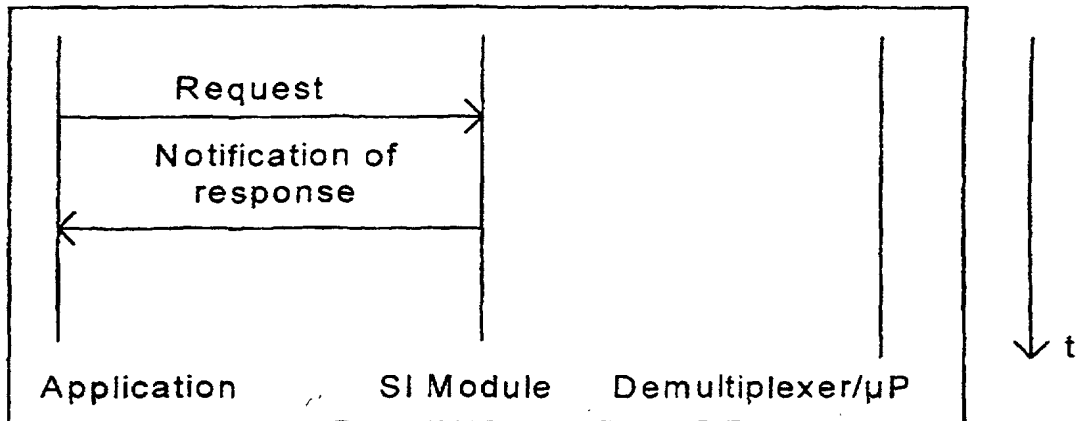 Request
Notification of
response
t
Application SI Module Demultiplexer/µP